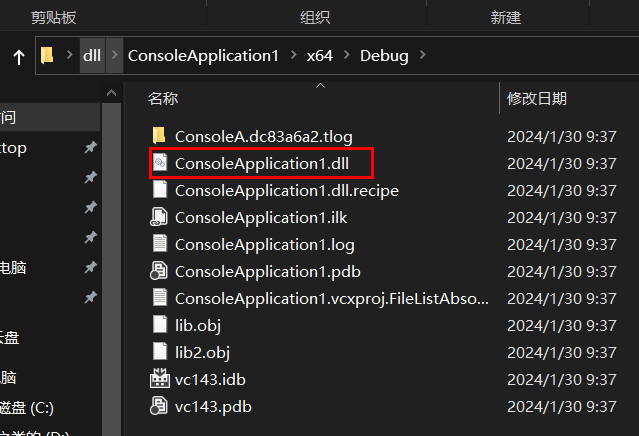 剪贴板 组织 新建
dll ConsoleApplication1 x64 Debug
名称 修改日期
问
ConsoleA.dc83a6a2.tlog 2024/1/30 9:37
top ConsoleApplication1.dll 2024/1/30 9:37
ConsoleApplication1.dll.recipe 2024/1/30 9:37
ConsoleApplication1.ilk 2024/1/30 9:37
ConsoleApplication1.log 2024/1/30 9:37
电脑 ConsoleApplication1.pdb 2024/1/30 9:37
ConsoleApplication1.vcxproj.FileListAbso... 2024/1/30 9:37
lib.obj 2024/1/30 9:37
云盘
lib2.obj 2024/1/30 9:37
电脑 vc143.idb 2024/1/30 9:37
磁盘 (C:) vc143.pdb 2024/1/30 9:37
之类的 (D:)